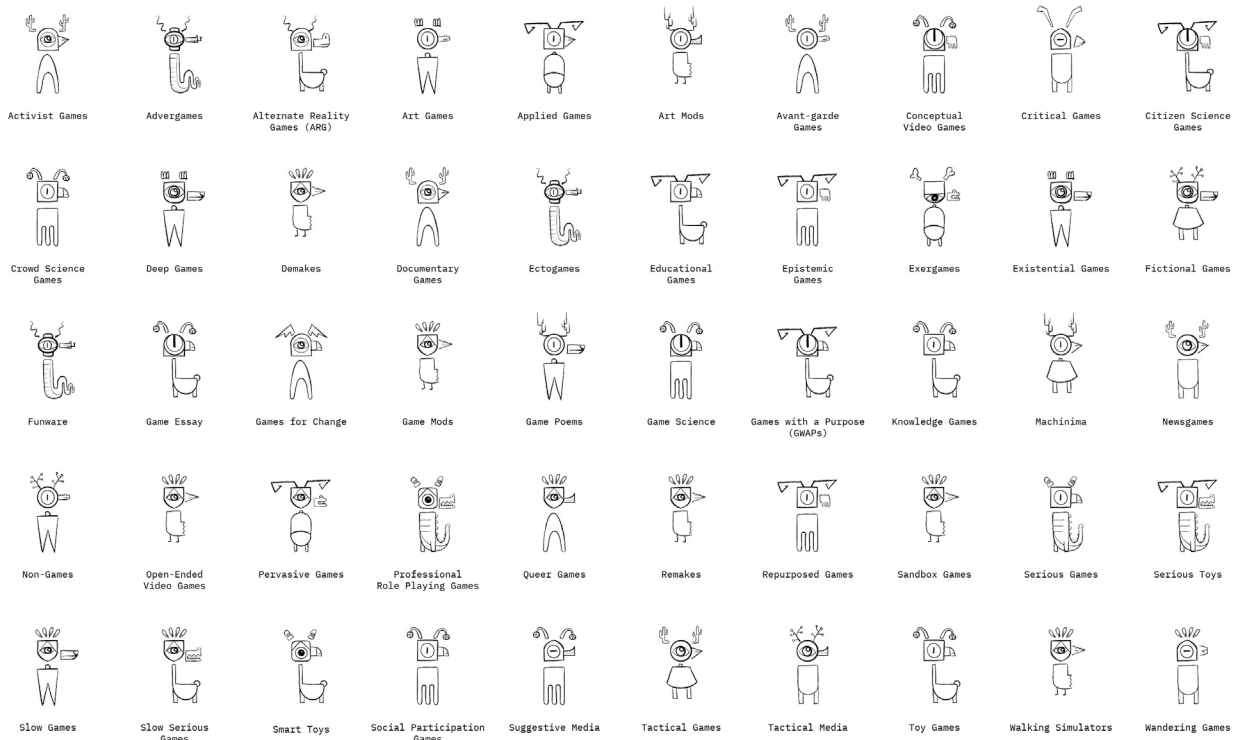 Activist Games
Advergames
Alternate Reality
Games (ARG)
Art Games
Applied Games
Art Mods
Avant-garde
Games
Conceptual
Video Games
Critical Games
Citizen Science
Games
Crowd Science
Games
Deep Games
Demakes
Documentary
Games
Ectogames
Educational
Games
Epistemic
Games
Exergames
Existential Games
Fictional Games
Funware
Game Essay
Games for Change
Game Mods
Game Poems
Game Science
Games with a Purpose
(GWAPs)
Knowledge Games
Machinima
Newsgames
Non-Games
Open-Ended
Video Games
Pervasive Games
Professional
Role Playing Games
Queer Games
Remakes
Repurposed Games
Sandbox Games
Serious Games
Serious Toys
Slow Games
Slow Serious
Games
Smart Toys
Social Participation
Games
Suggestive Media
Tactical Games
Tactical Media
Toy Games
Walking Simulators
Wandering Games